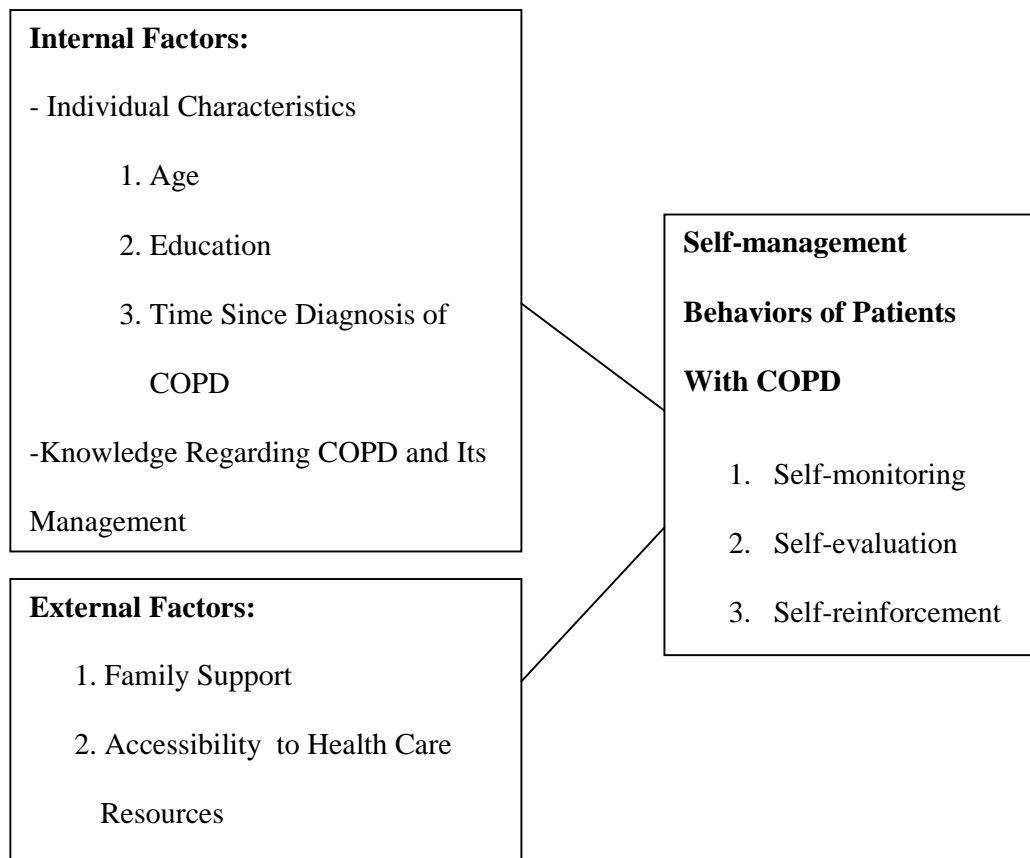 Internal Factors:
- Individual Characteristics
1. Age
2. Education
3. Time Since Diagnosis of
COPD
-Knowledge Regarding COPD and Its
Management
External Factors:
1. Family Support
2. Accessibility  to Health Care
Resources
Self-management
Behaviors of Patients
With COPD
1. Self-monitoring
2. Self-evaluation
3. Self-reinforcement